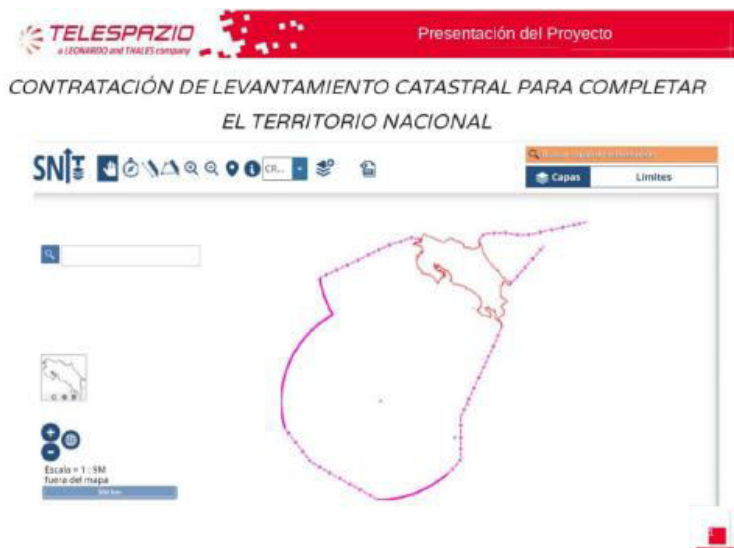 TELESPAZIO
a LEONARDO and THALES company
Presentación del Proyecto
CONTRATACIÓN DE LEVANTAMIENTO CATASTRAL PARA COMPLETAR
EL TERRITORIO NACIONAL
SNIT
CR...
Capas
Límites
Escala = 1 : 9M
fuera del mapa